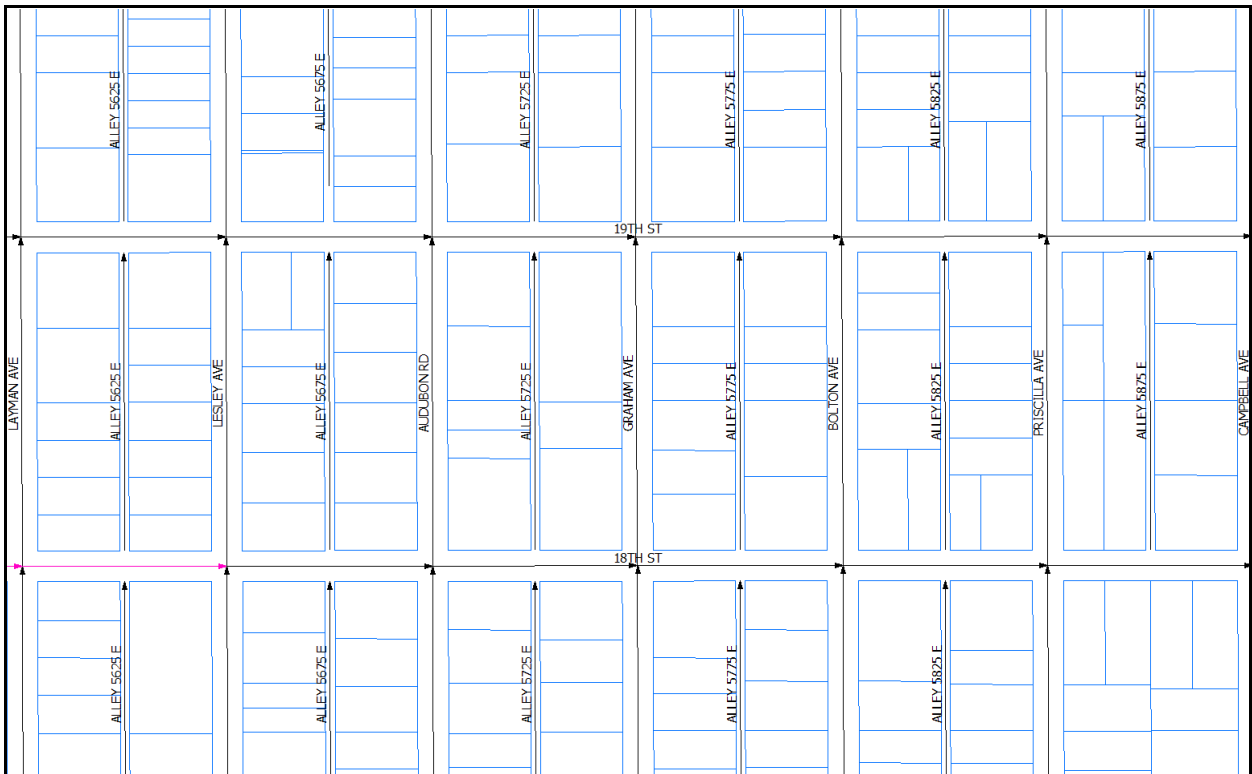 ALLEY 5625 E
ALLEY 5675 E
ALLEY 5725 E
ALLEY 5775 E
ALLEY 5825 E
ALLEY 5875 E
19TH ST
LAYMAN AVE
ALLEY 5625 E
LESLEY AVE
ALLEY 5675 E
AUDUBON RD
ALLEY 5725 E
GRAHAM AVE
ALLEY 5775 E
BOLTON AVE
ALLEY 5825 E
PRISCILLA AVE
ALLEY 5875 E
CAMPBELL AVE
18TH ST
ALLEY 5625 E
ALLEY 5675 E
ALLEY 5725 E
ALLEY 5775 E
ALLEY 5825 E